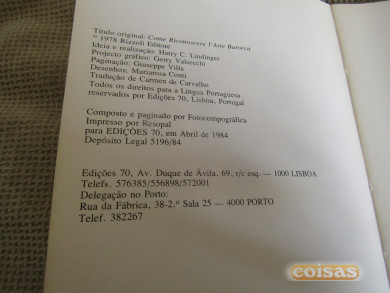 Título original: Come Riconoscere l'Arte Barocca
© 1978 Rizzoli Editore
Ideia e realização: Harry C. Lindinger
Projecto gráfico: Gerry Valsecchi
Paginação: Giuseppe Villa
Desenhos: Mariarosa Conti
Tradução de Carmen de Carvalho
Todos os direitos para a Língua Portuguesa
reservados por Edições 70, Lisboa, Portugal
Composto e paginado por Fotocompográfica
Impresso por Resopal
para EDIÇÕES 70, em Abril de 1984
Depósito Legal 5196/84
Edições 70, Av. Duque de Ávila, 69, r/c esq. — 1000 LISBOA
Telefs. 576385/556898/572001
Delegação no Porto:
Rua da Fábrica, 38-2.º Sala 25 — 4000 PORTO
Telef. 382267
coisas